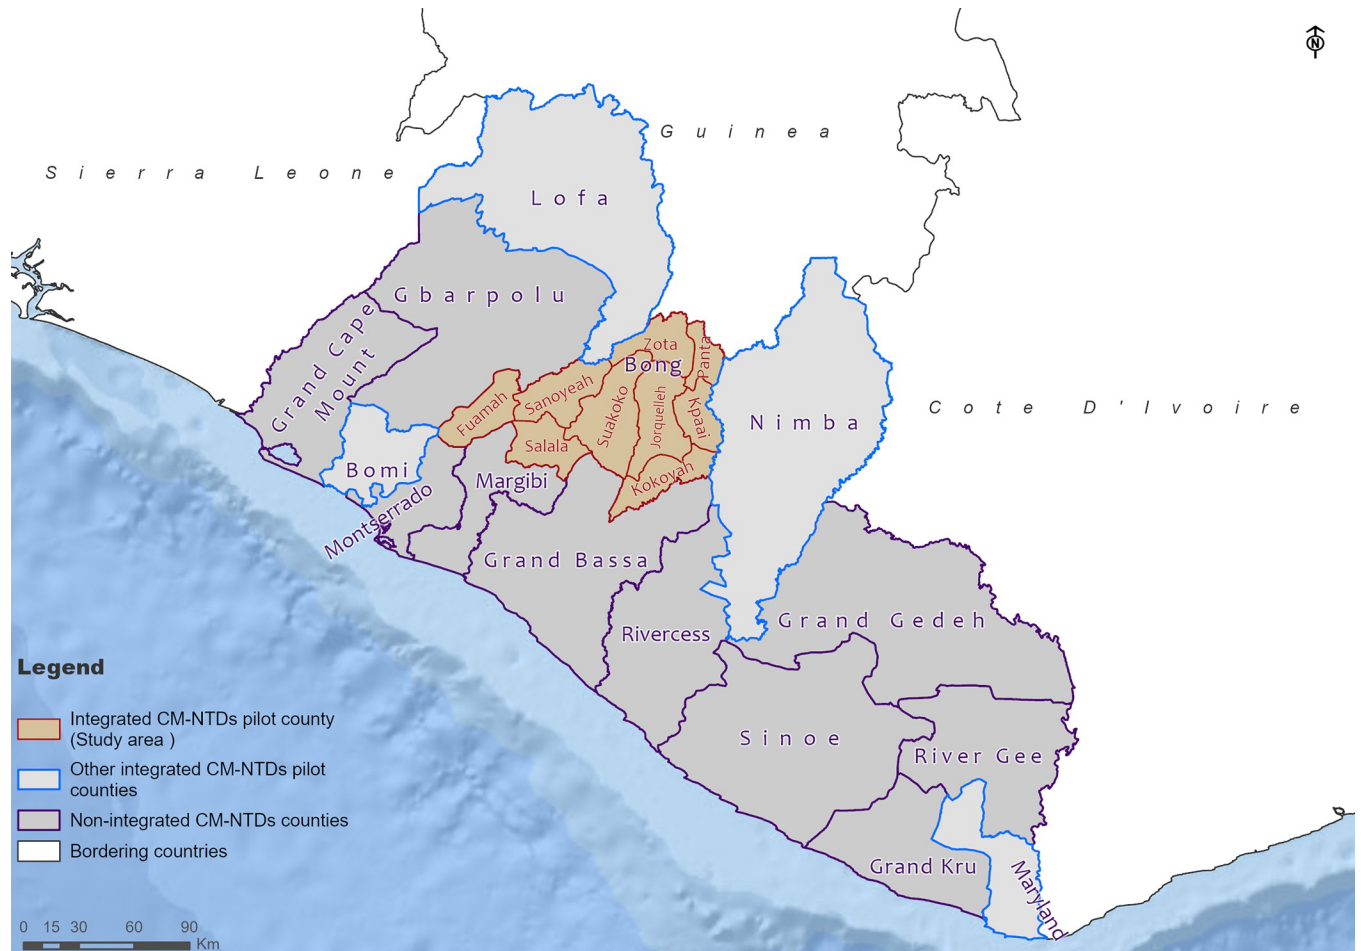 N
Guinea
Sierra Leone
Lofa
Gbarpolu
Grand Cape
Mount
Zota
Panta
Bong
Sanoyeah
Fuamah
Suakoko
Jorquelleh
Kpaai
Salala
Kokoyah
Nimba
Cote D'Ivoire
Bomi
Margibi
Montserrado
Grand Bassa
Rivercess
Grand Gedeh
Sinoe
River Gee
Grand Kru
Maryland
Legend
Integrated CM-NTDs pilot county
(Study area )
Other integrated CM-NTDs pilot
counties
Non-integrated CM-NTDs counties
Bordering countries
0 15 30 60 90
Km